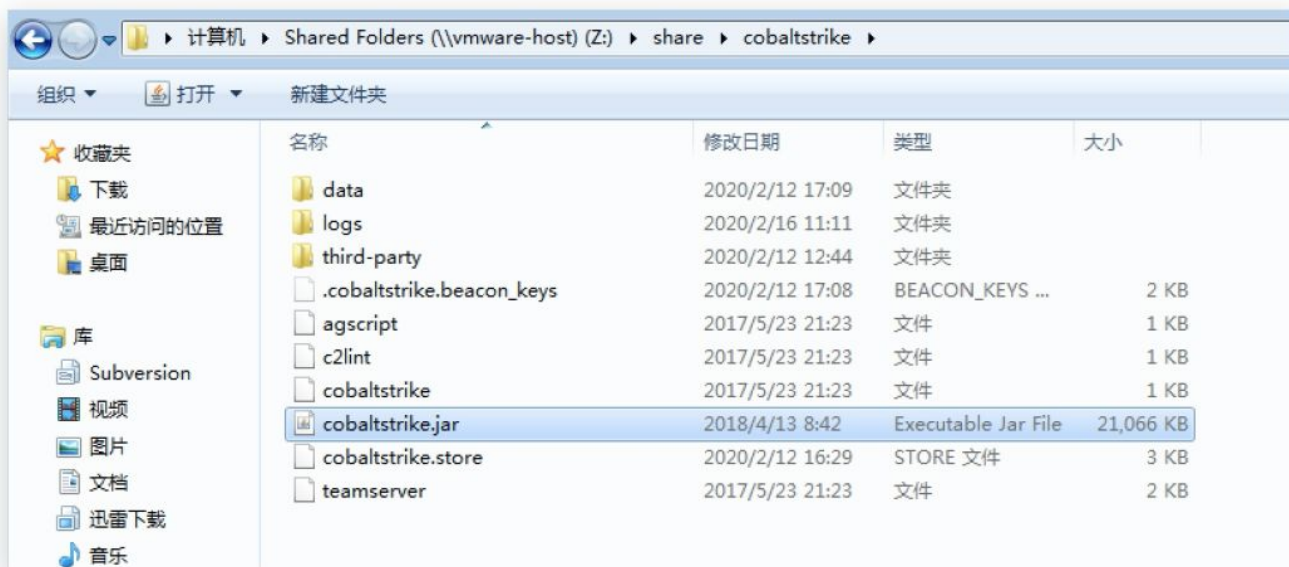 计算机 Shared Folders (\\vmware-host) (Z:) share cobaltstrike
组织 打开 新建文件夹
收藏夹
下载
最近访问的位置
桌面
库
Subversion
视频
图片
文档
迅雷下载
音乐
名称 修改日期 类型 大小
data 2020/2/12 17:09 文件夹
logs 2020/2/16 11:11 文件夹
third-party 2020/2/12 12:44 文件夹
.cobaltstrike.beacon_keys 2020/2/12 17:08 BEACON_KEYS ... 2 KB
agscript 2017/5/23 21:23 文件 1 KB
c2lint 2017/5/23 21:23 文件 1 KB
cobaltstrike 2017/5/23 21:23 文件 1 KB
cobaltstrike.jar 2018/4/13 8:42 Executable Jar File 21,066 KB
cobaltstrike.store 2020/2/12 16:29 STORE 文件 3 KB
teamserver 2017/5/23 21:23 文件 2 KB